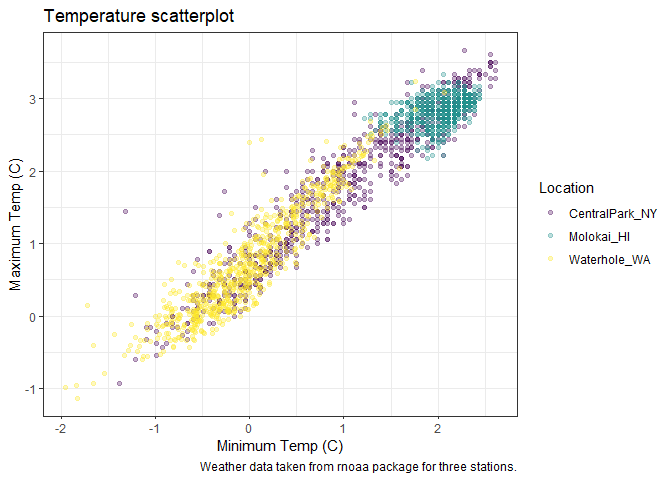 Temperature scatterplot
Maximum Temp (C)
3
2
1
0
-1
-2
-1
0
1
2
Minimum Temp (C)
Location
CentralPark_NY
Molokai_HI
Waterhole_WA
Weather data taken from rnoaa package for three stations.